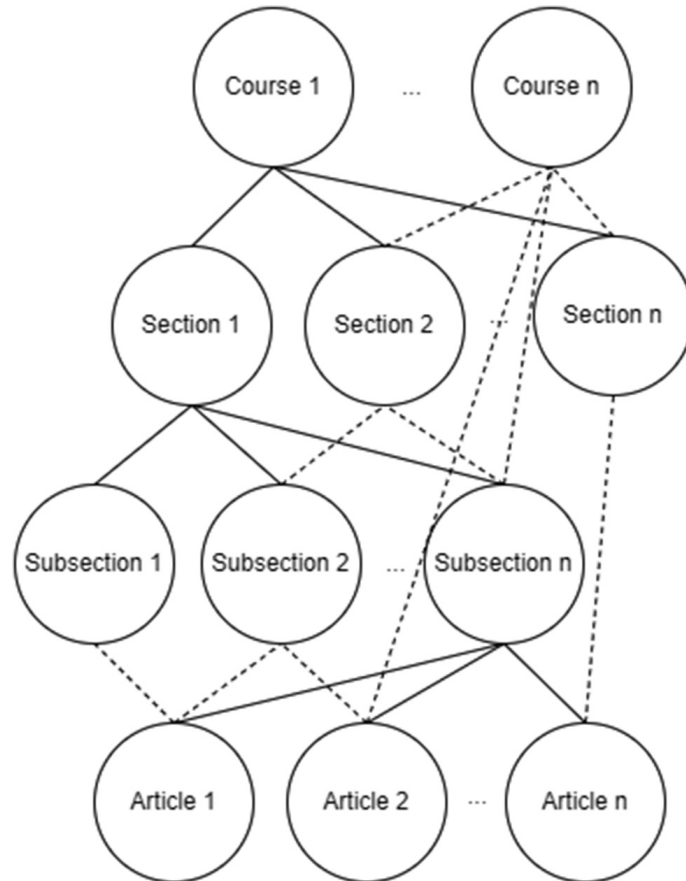 Course 1 ... Course n
Section 1 Section 2 ... Section n
Subsection 1 Subsection 2 ... Subsection n
Article 1 Article 2 ... Article n